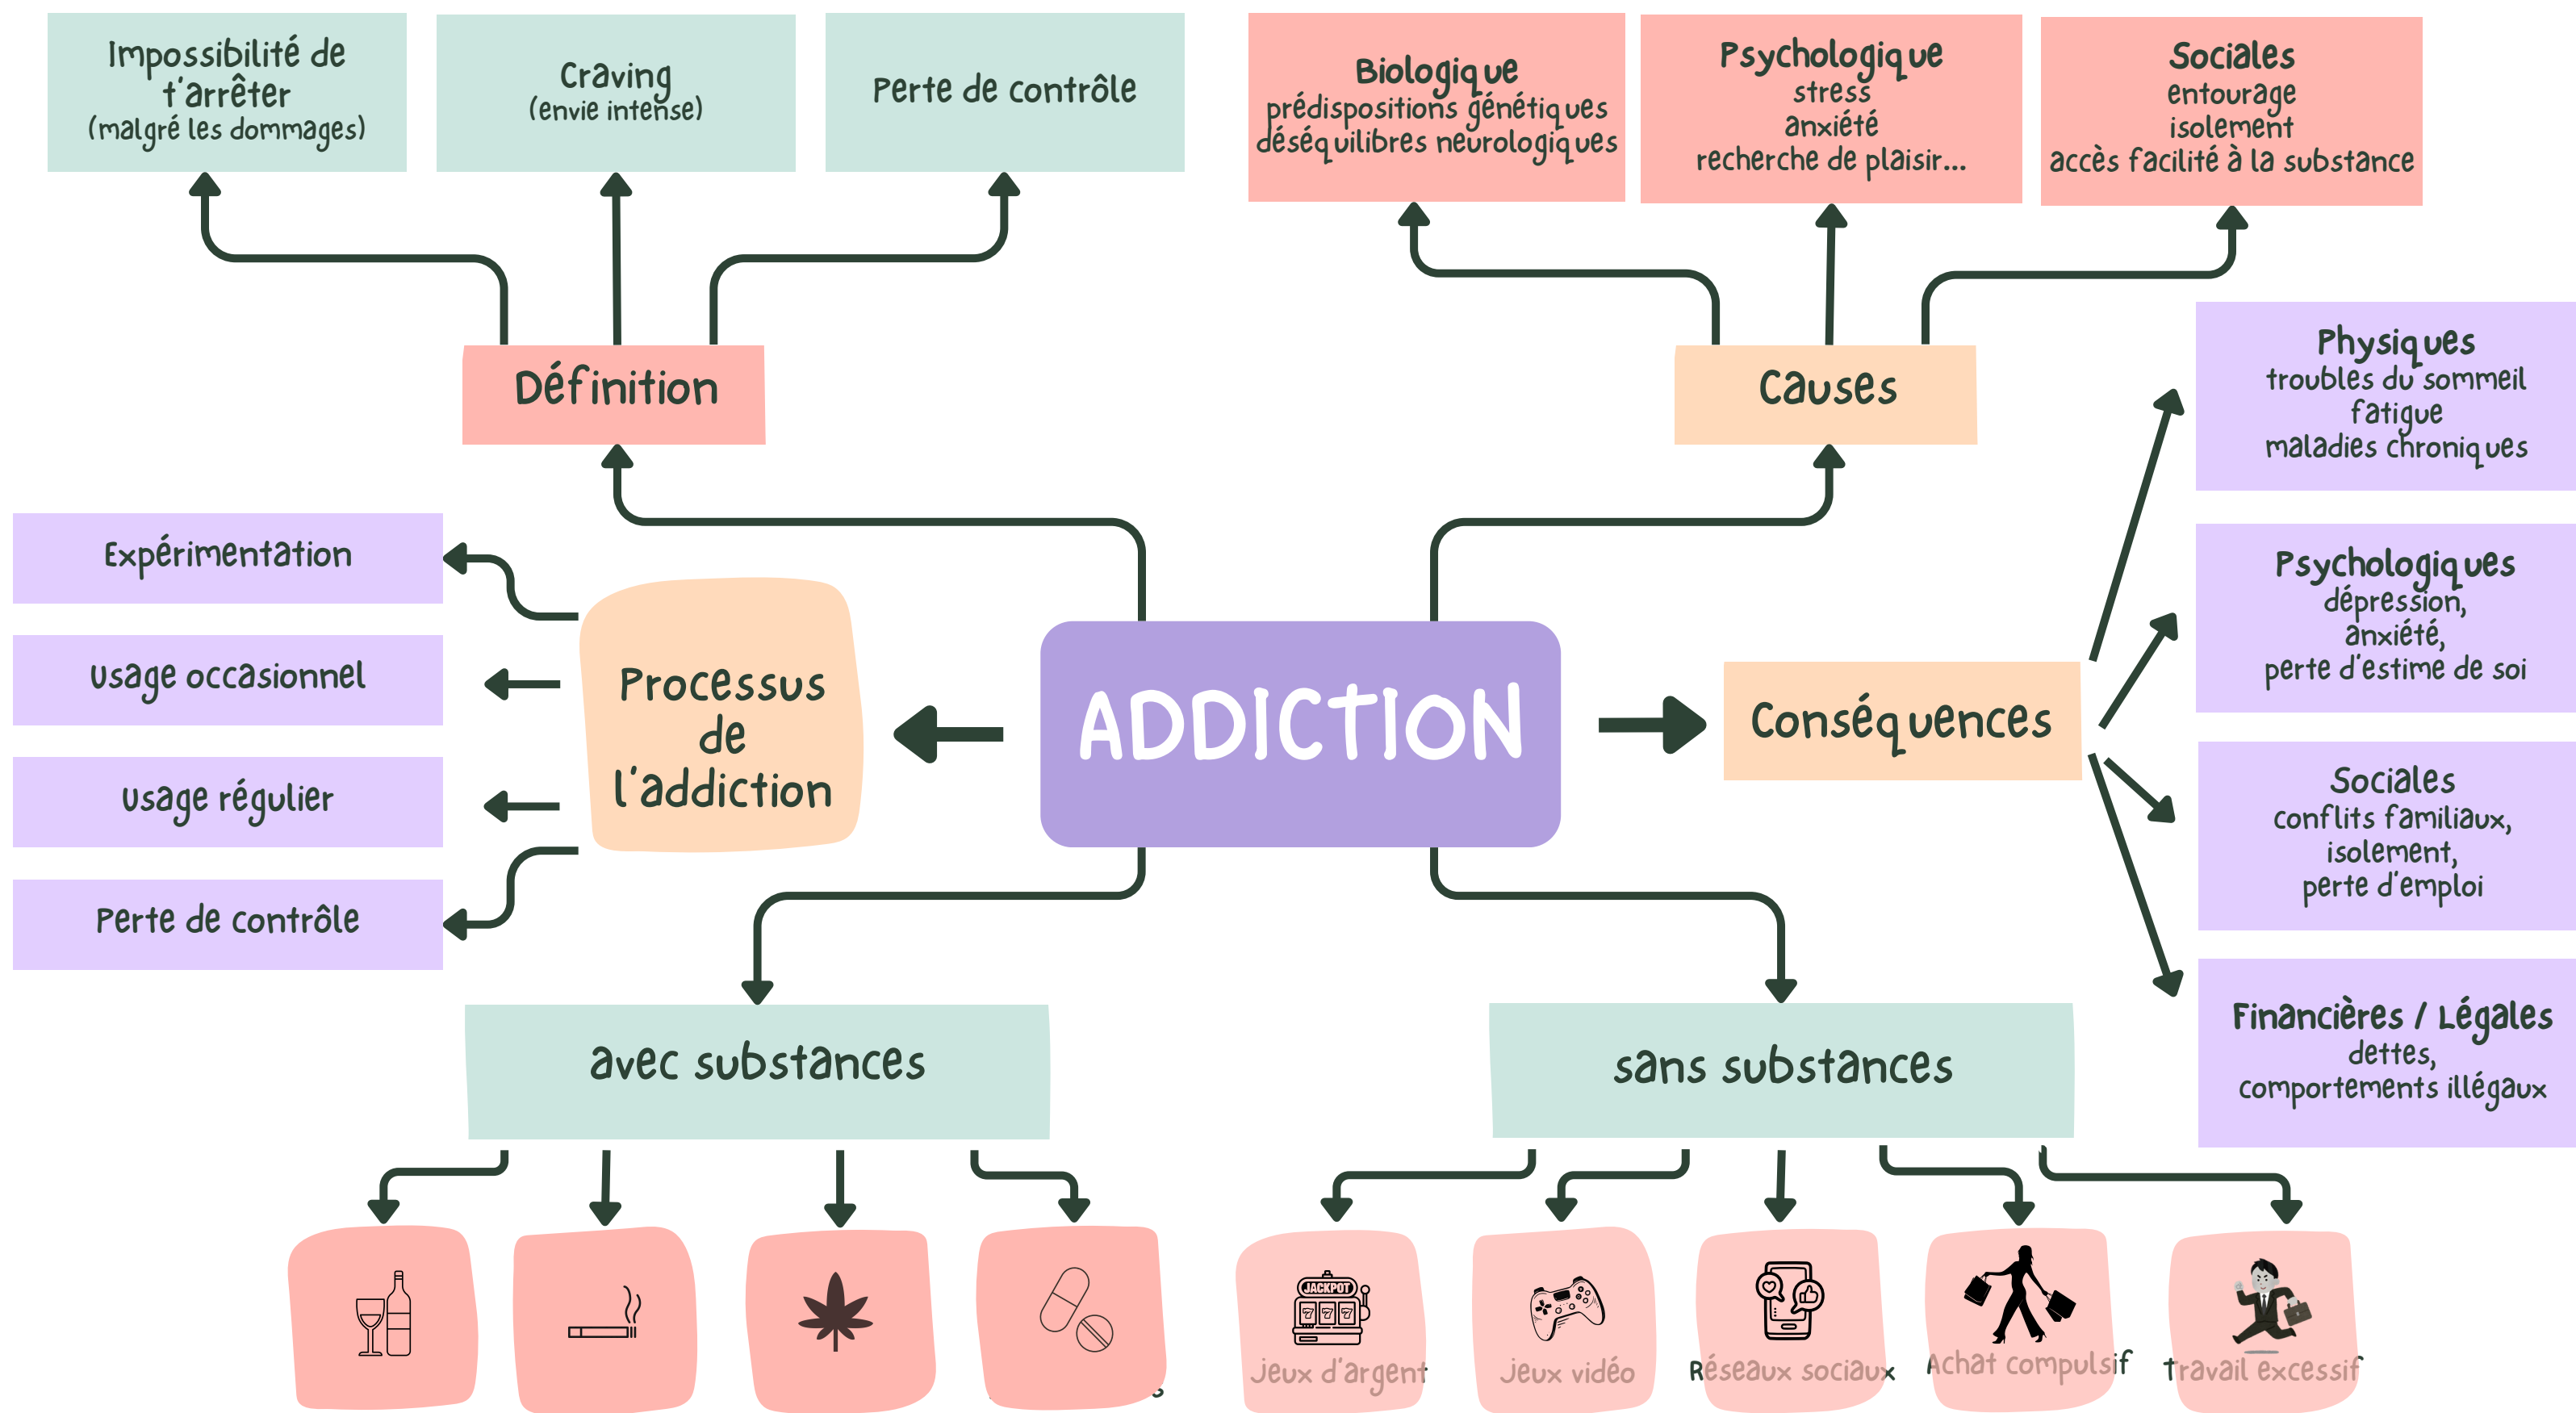 Impossibilité de
t'arrêter
(malgré les dommages)
Craving
(envie intense)
Perte de contrôle
Biologique
prédispositions génétiques
déséquilibres neurologiques
Psychologique
stress
anxiété
recherche de plaisir...
Sociales
entourage
isolement
accès facilité à la substance
Définition
Causes
Physiques
troubles du sommeil
fatigue
maladies chroniques
Expérimentation
usage occasionnel
usage régulier
Perte de contrôle
Processus
de
l'addiction
ADDICTION
Conséquences
Psychologiques
dépression,
anxiété,
perte d'estime de soi
Sociales
conflits familiaux,
isolement,
perte d'emploi
Financières / Légales
dettes,
comportements illégaux
avec substances
sans substances
JACKPOT
7 7 7
Jeux d'argent
Jeux vidéo
Réseaux sociaux
Achat compulsif
Travail excessif